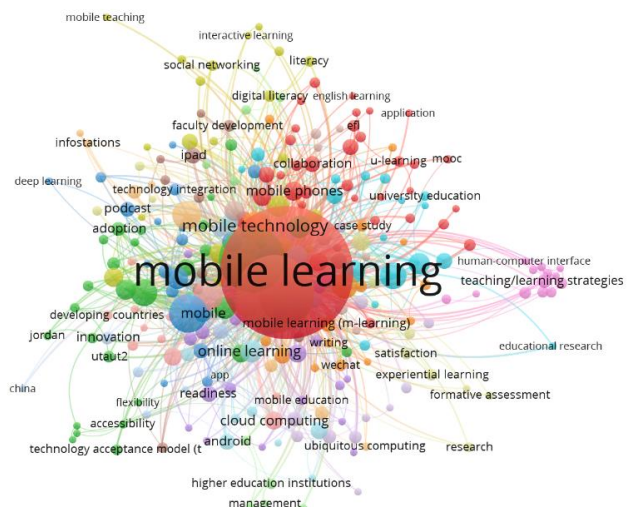 mobile teaching
interactive learning
social networking
literacy
digital literacy
english learning
application
faculty development
efl
infostations
ipad
collaboration
u-learning
mooc
deep learning
technology integration
mobile phones
university education
podcast
adoption
mobile technology
case study
mobile learning
human-computer interface
teaching/learning strategies
developing countries
mobile
mobile learning (m-learning)
jordan
innovation
writing
utaut2
online learning
satisfaction
educational research
wechat
china
app
experiential learning
readiness
formative assessment
flexibility
mobile education
accessibility
cloud computing
technology acceptance model (t
android
ubiquitous computing
research
higher education institutions
management